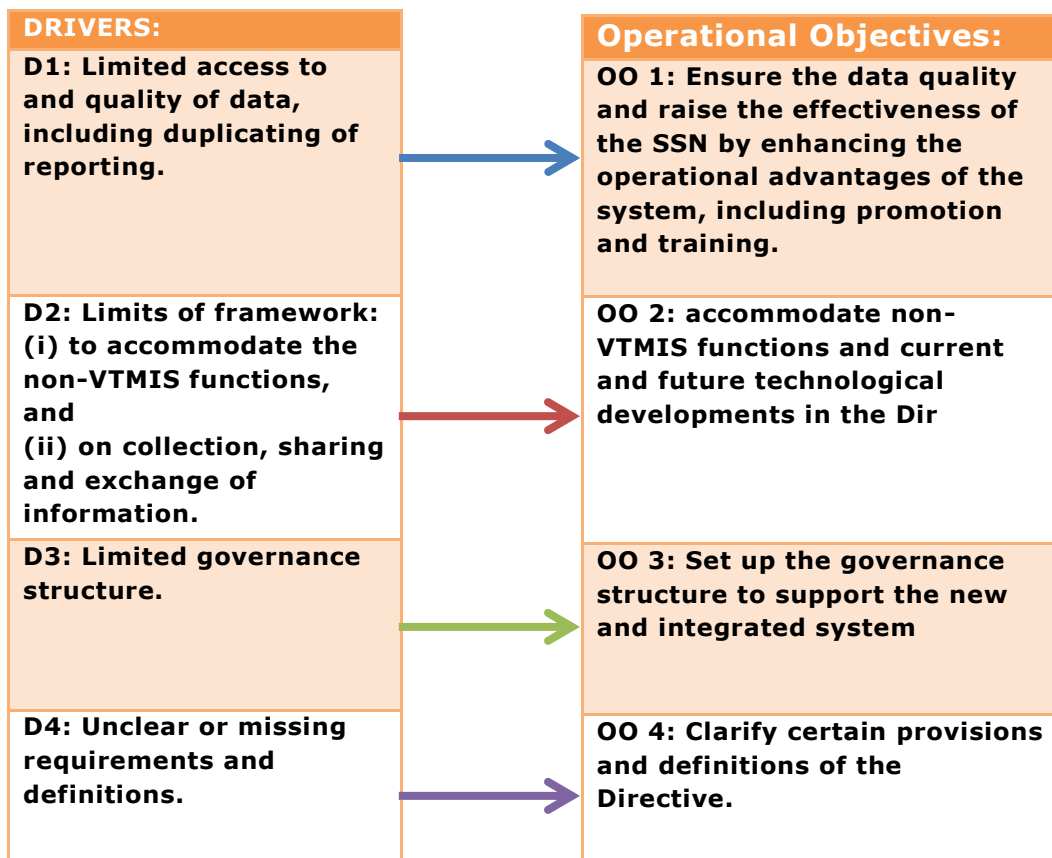 DRIVERS:
D1: Limited access to
and quality of data,
including duplicating of
reporting.
D2: Limits of framework:
(i) to accommodate the
non-VTMIS functions,
and
(ii) on collection, sharing
and exchange of
information.
D3: Limited governance
structure.
D4: Unclear or missing
requirements and
definitions.
Operational Objectives:
OO 1: Ensure the data quality
and raise the effectiveness of
the SSN by enhancing the
operational advantages of the
system, including promotion
and training.
OO 2: accommodate non-
VTMIS functions and current
and future technological
developments in the Dir
OO 3: Set up the governance
structure to support the new
and integrated system
OO 4: Clarify certain provisions
and definitions of the
Directive.